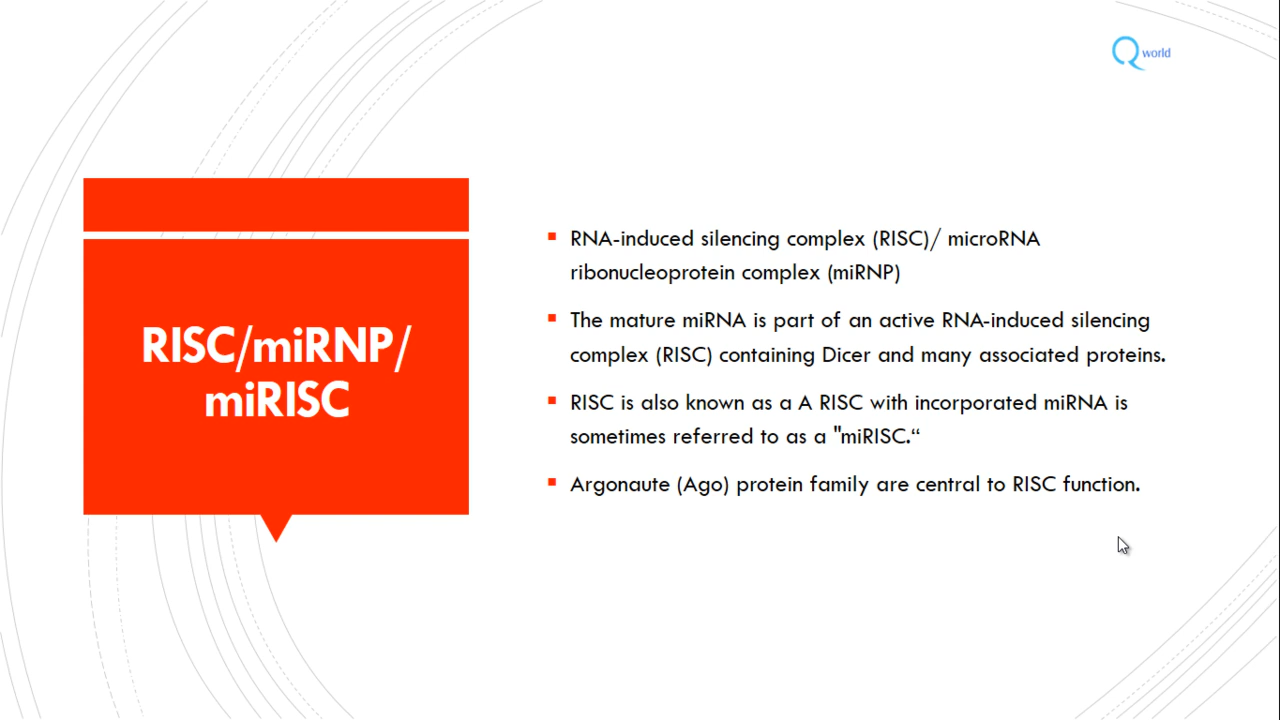 Q world
RISC/miRNP/
miRISC
▪ RNA-induced silencing complex (RISC)/ microRNA
ribonucleoprotein complex (miRNP)
▪ The mature miRNA is part of an active RNA-induced silencing
complex (RISC) containing Dicer and many associated proteins.
▪ RISC is also known as a A RISC with incorporated miRNA is
sometimes referred to as a "miRISC.“
▪ Argonaute (Ago) protein family are central to RISC function.